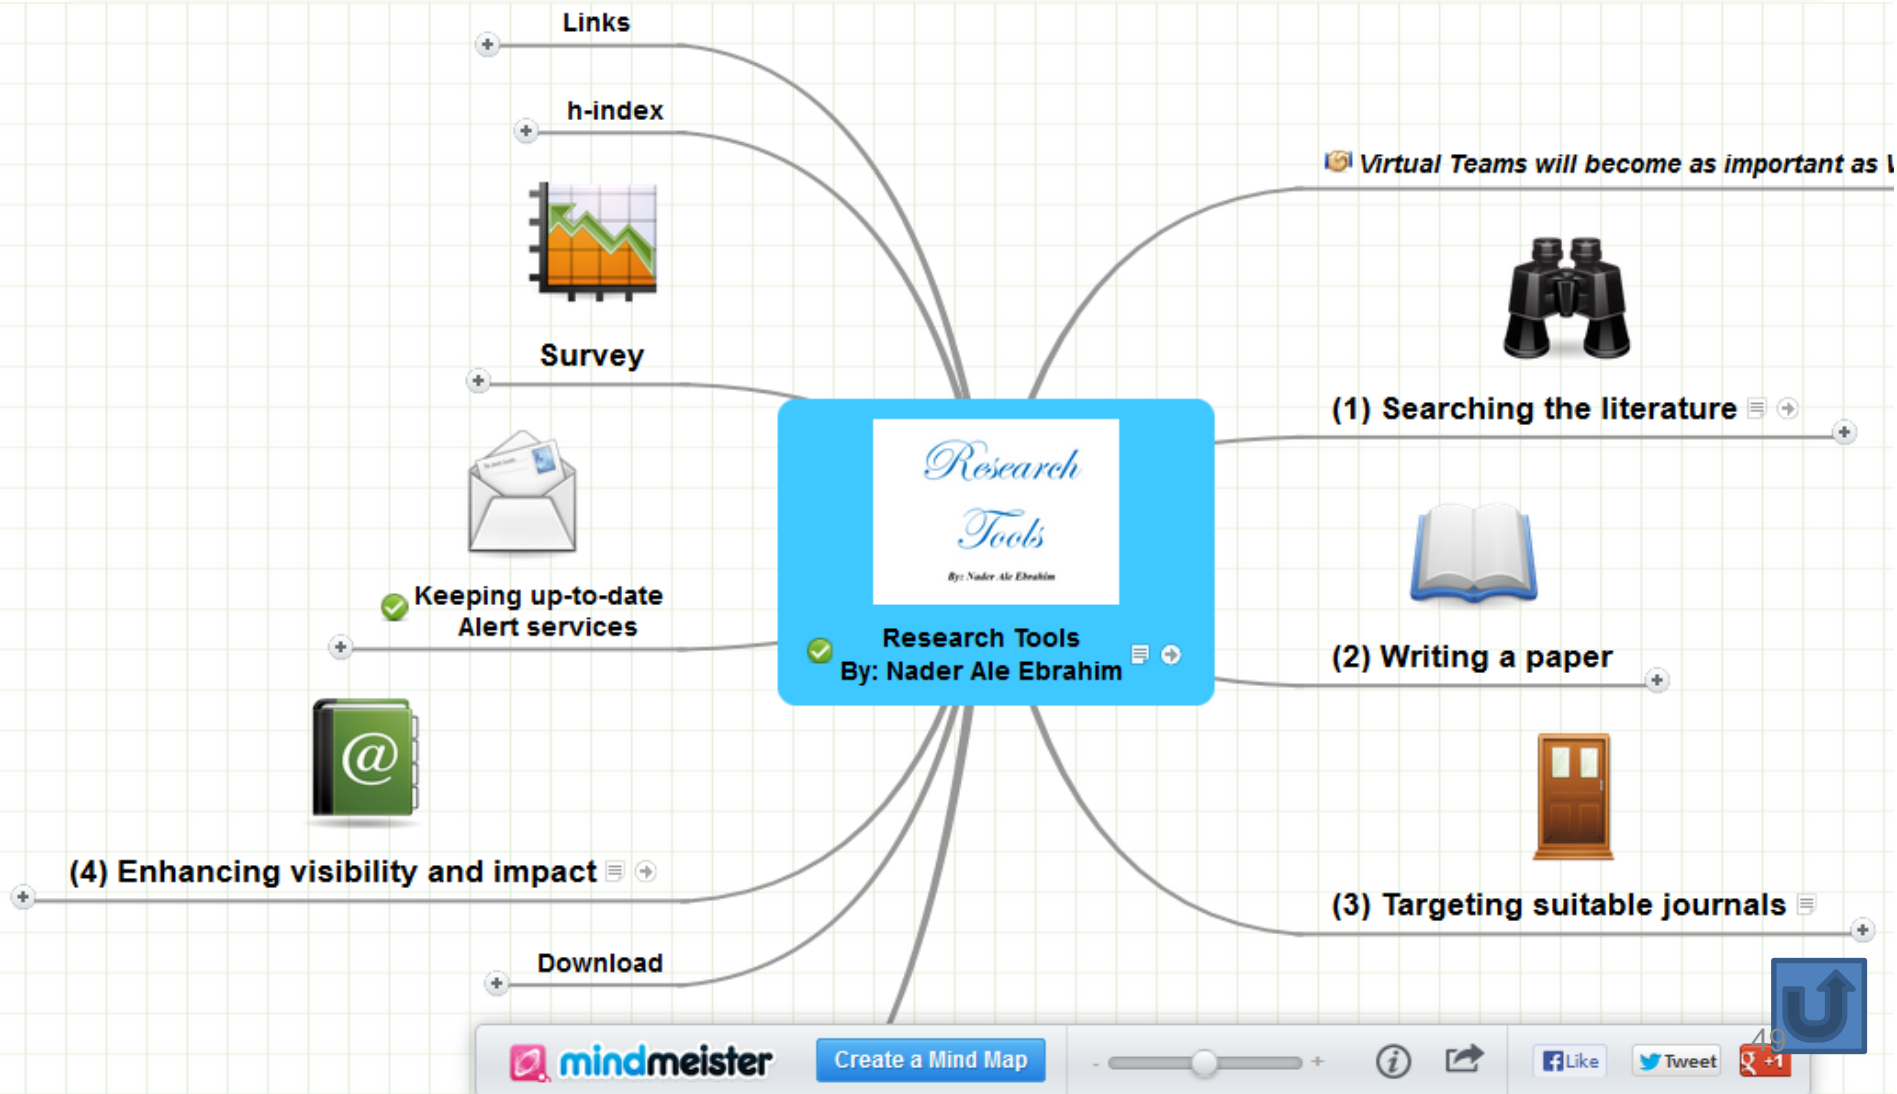 Links
h-index
Survey
Keeping up-to-date
Alert services
@
(4) Enhancing visibility and impact
Download
Research
Tools
By: Nader Ale Ebrahim
Research Tools
By: Nader Ale Ebrahim
Virtual Teams will become as important as
(1) Searching the literature
(2) Writing a paper
(3) Targeting suitable journals
mindmeister
Create a Mind Map
- +
i
f Like
Tweet
g +1
49